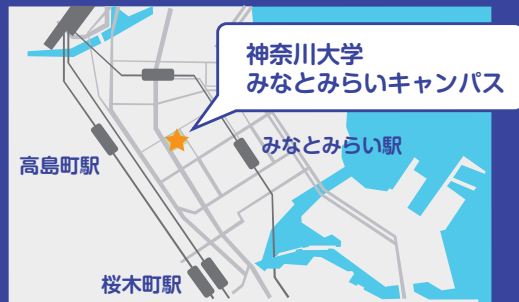 神奈川大学
みなとみらいキャンパス
みなとみらい駅
高島町駅
桜木町駅